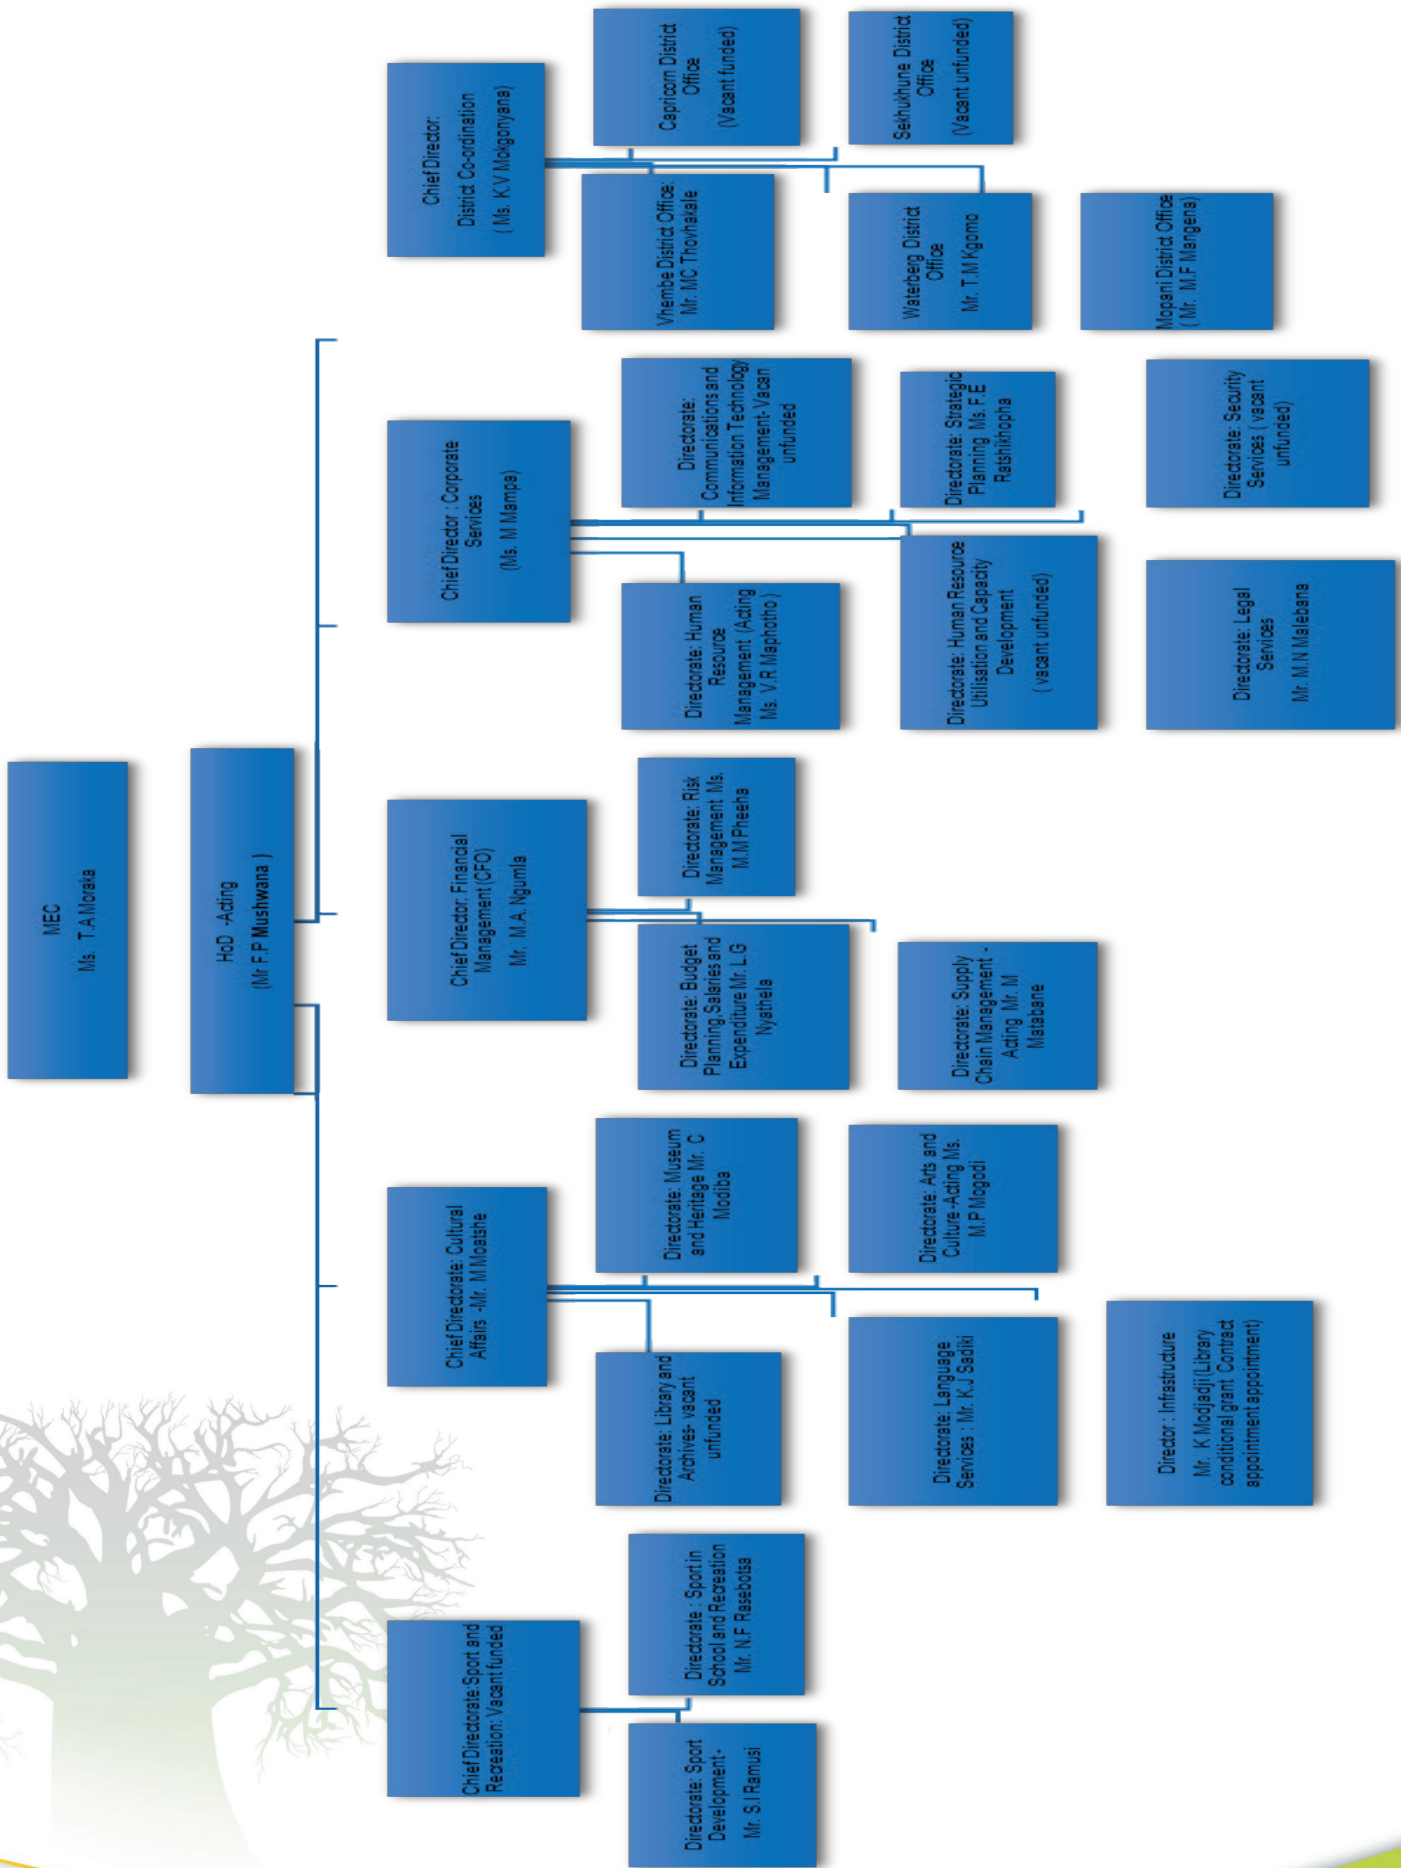 MEC
Ms. T.A Moraka
HoD -Acting
(Mr F.P Mushwana )
Chief Directorate:Sport and
Recreation: Vacant funded
Chief Directorate: Cultural
Affairs -Mr. M Moatshe
Chief Director: Financial
Management (CFO)
Mr. M.A. Ngumla
Chief Director : Corporate
Services
(Ms. M Mampa)
Chief Director:
District Co-ordination
( Ms. K.V Mokgonyana)
Directorate: Sport
Development -
Mr. S.I Ramusi
Directorate : Sport in
School and Recreation
Mr. N.F Rasebotsa
Directorate: Library and
Archives- vacant
unfunded
Directorate: Museum
and Heritage Mr. C
Modiba
Directorate: Language
Services : Mr. K.J Sadiki
Directorate: Arts and
Culture -Acting Ms.
M.P Mogodi
Director : Infrastructure
Mr. K Modjadji (Library
conditional grant Contract
appointment appointment)
Directorate: Budget
Planning,Salaries and
Expenditure Mr. L.G
Nyathela
Directorate: Risk
Management Ms.
M.M Pheeha
Directorate: Supply
Chain Management -
Acting Mr. M
Matabane
Directorate: Human
Resource
Management (Acting
Ms. V.R Maphotho )
Directorate:
Communications and
Information Technology
Management- Vacan
unfunded
Directorate: Human Resource
Utilisation and Capacity
Development
( vacant unfunded)
Directorate: Strategic
Planning Ms. F.E
Ratshikhopha
Directorate: Legal
Services
Mr. M.N Malebana
Directorate: Security
Services ( vacant
unfunded)
Vhembe District Office:
Mr. MC Thovhakale
Capricorn District
Office
(Vacant funded)
Waterberg District
Office
Mr. T.M Kgomo
Sekhukhune District
Office
(Vacant unfunded)
Mopani District Office
( Mr. M.F Mangena)